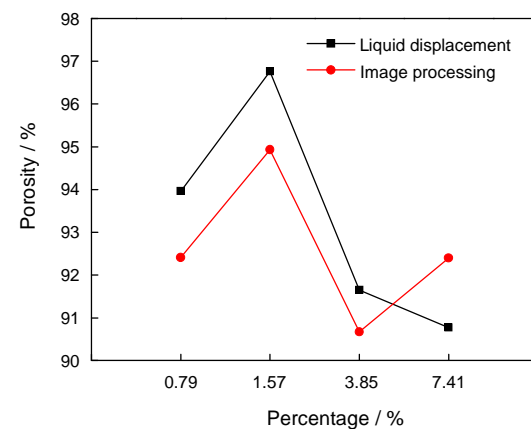 98
97
96
95
94
93
92
91
90
Porosity / %
Liquid displacement
Image processing
0.79 1.57 3.85 7.41
Percentage / %